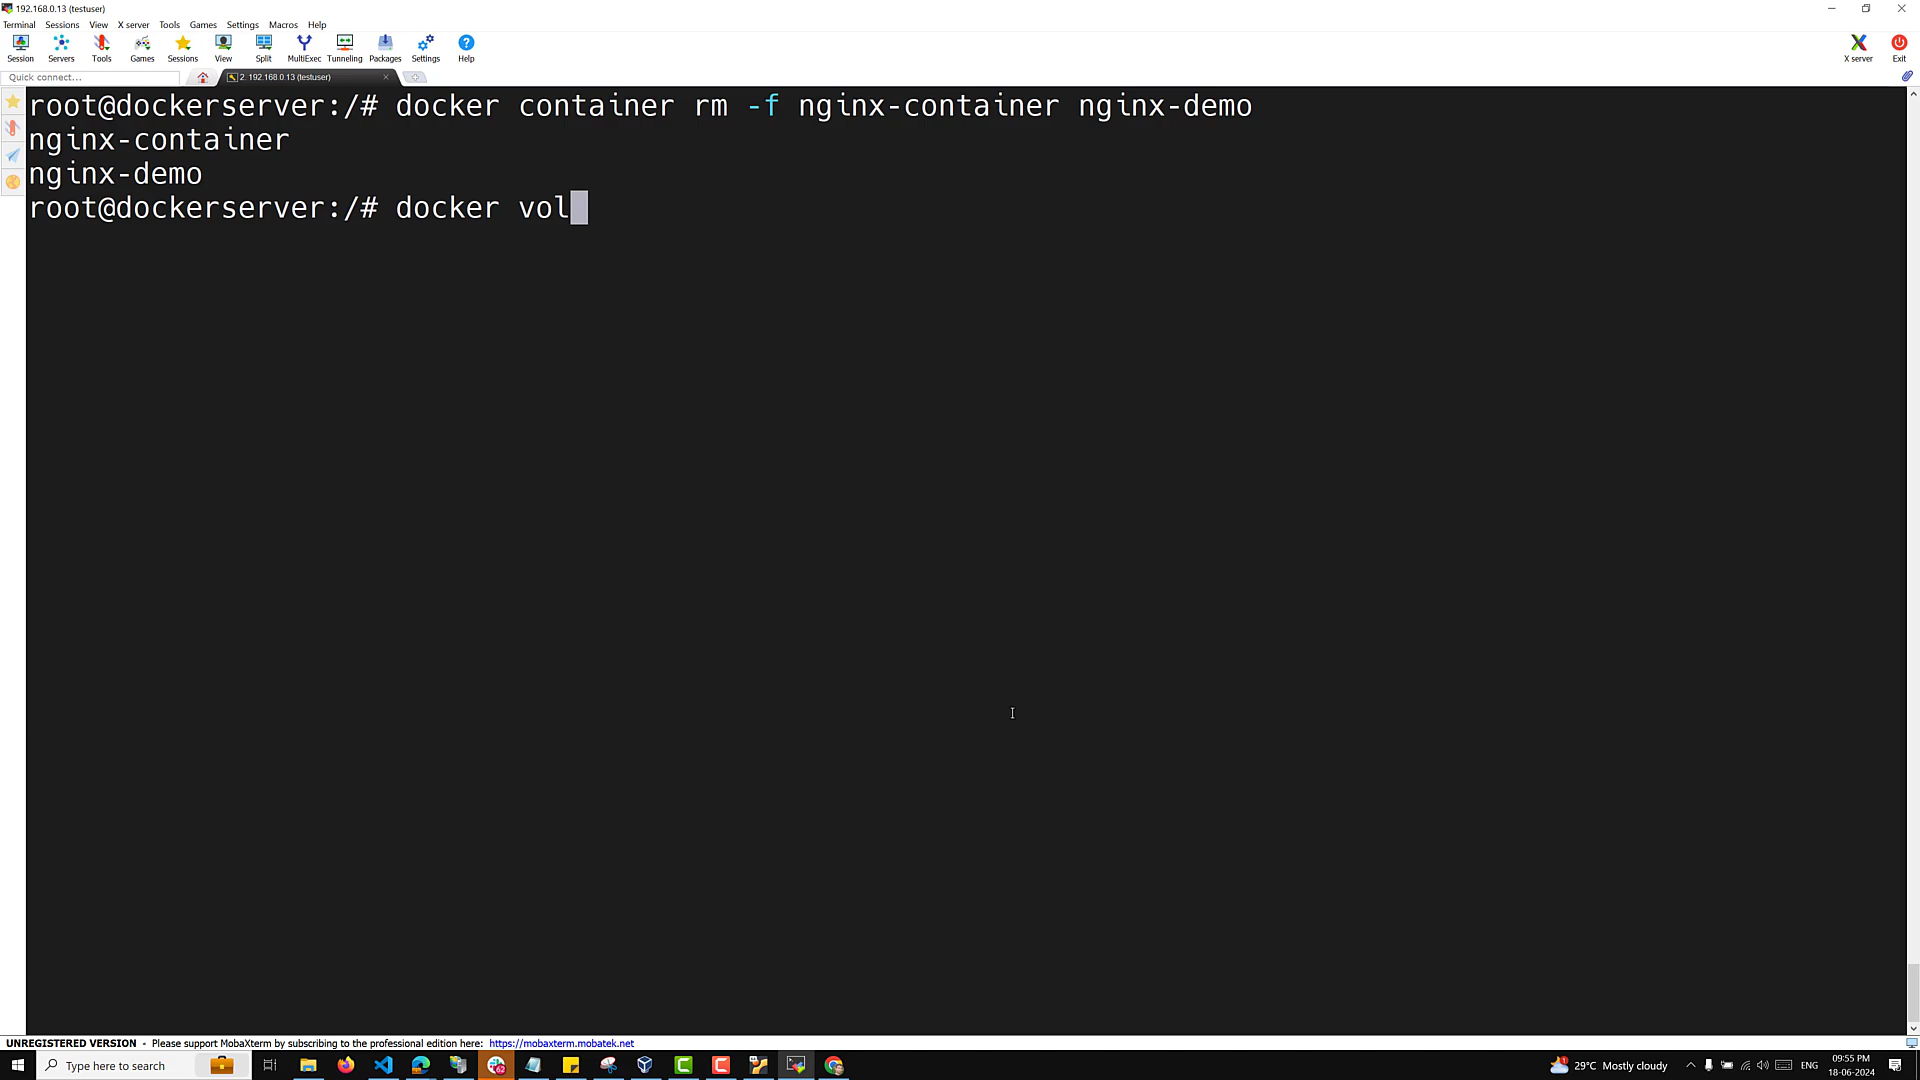 192.168.0.13 (testuser)
Terminal Sessions View X server Tools Games Settings Macros Help
Session Servers Tools Games Sessions View Split MultiExec Tunneling Packages Settings Help X server Exit
Quick connect... 2. 192.168.0.13 (testuser)
root@dockerserver:/# docker container rm -f nginx-container nginx-demo
nginx-container
nginx-demo
root@dockerserver:/# docker vol
UNREGISTERED VERSION - Please support MobaXterm by subscribing to the professional edition here: https://mobaxterm.mobatek.net
Type here to search 62 1 29°C Mostly cloudy ENG 09:55 PM
18-06-2024